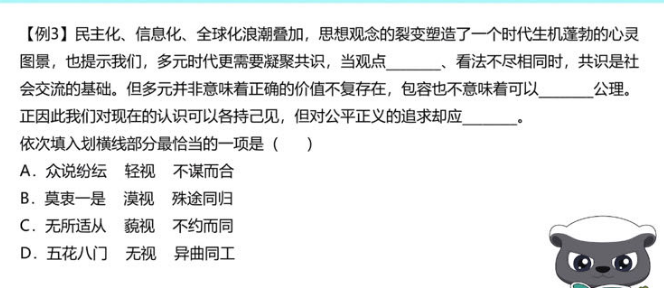 【例3】民主化、信息化、全球化浪潮叠加，思想观念的裂变塑造了一个时代生机蓬勃的心灵
图景，也提示我们，多元时代更需要凝聚共识，当观点________、看法不尽相同时，共识是社
会交流的基础。但多元并非意味着正确的价值不复存在，包容也不意味着可以________公理。
正因此我们对现在的认识可以各持己见，但对公平正义的追求却应________。
依次填入划横线部分最恰当的一项是（　　）
A．众说纷纭　轻视　不谋而合
B．莫衷一是　漠视　殊途同归
C．无所适从　藐视　不约而同
D．五花八门　无视　异曲同工